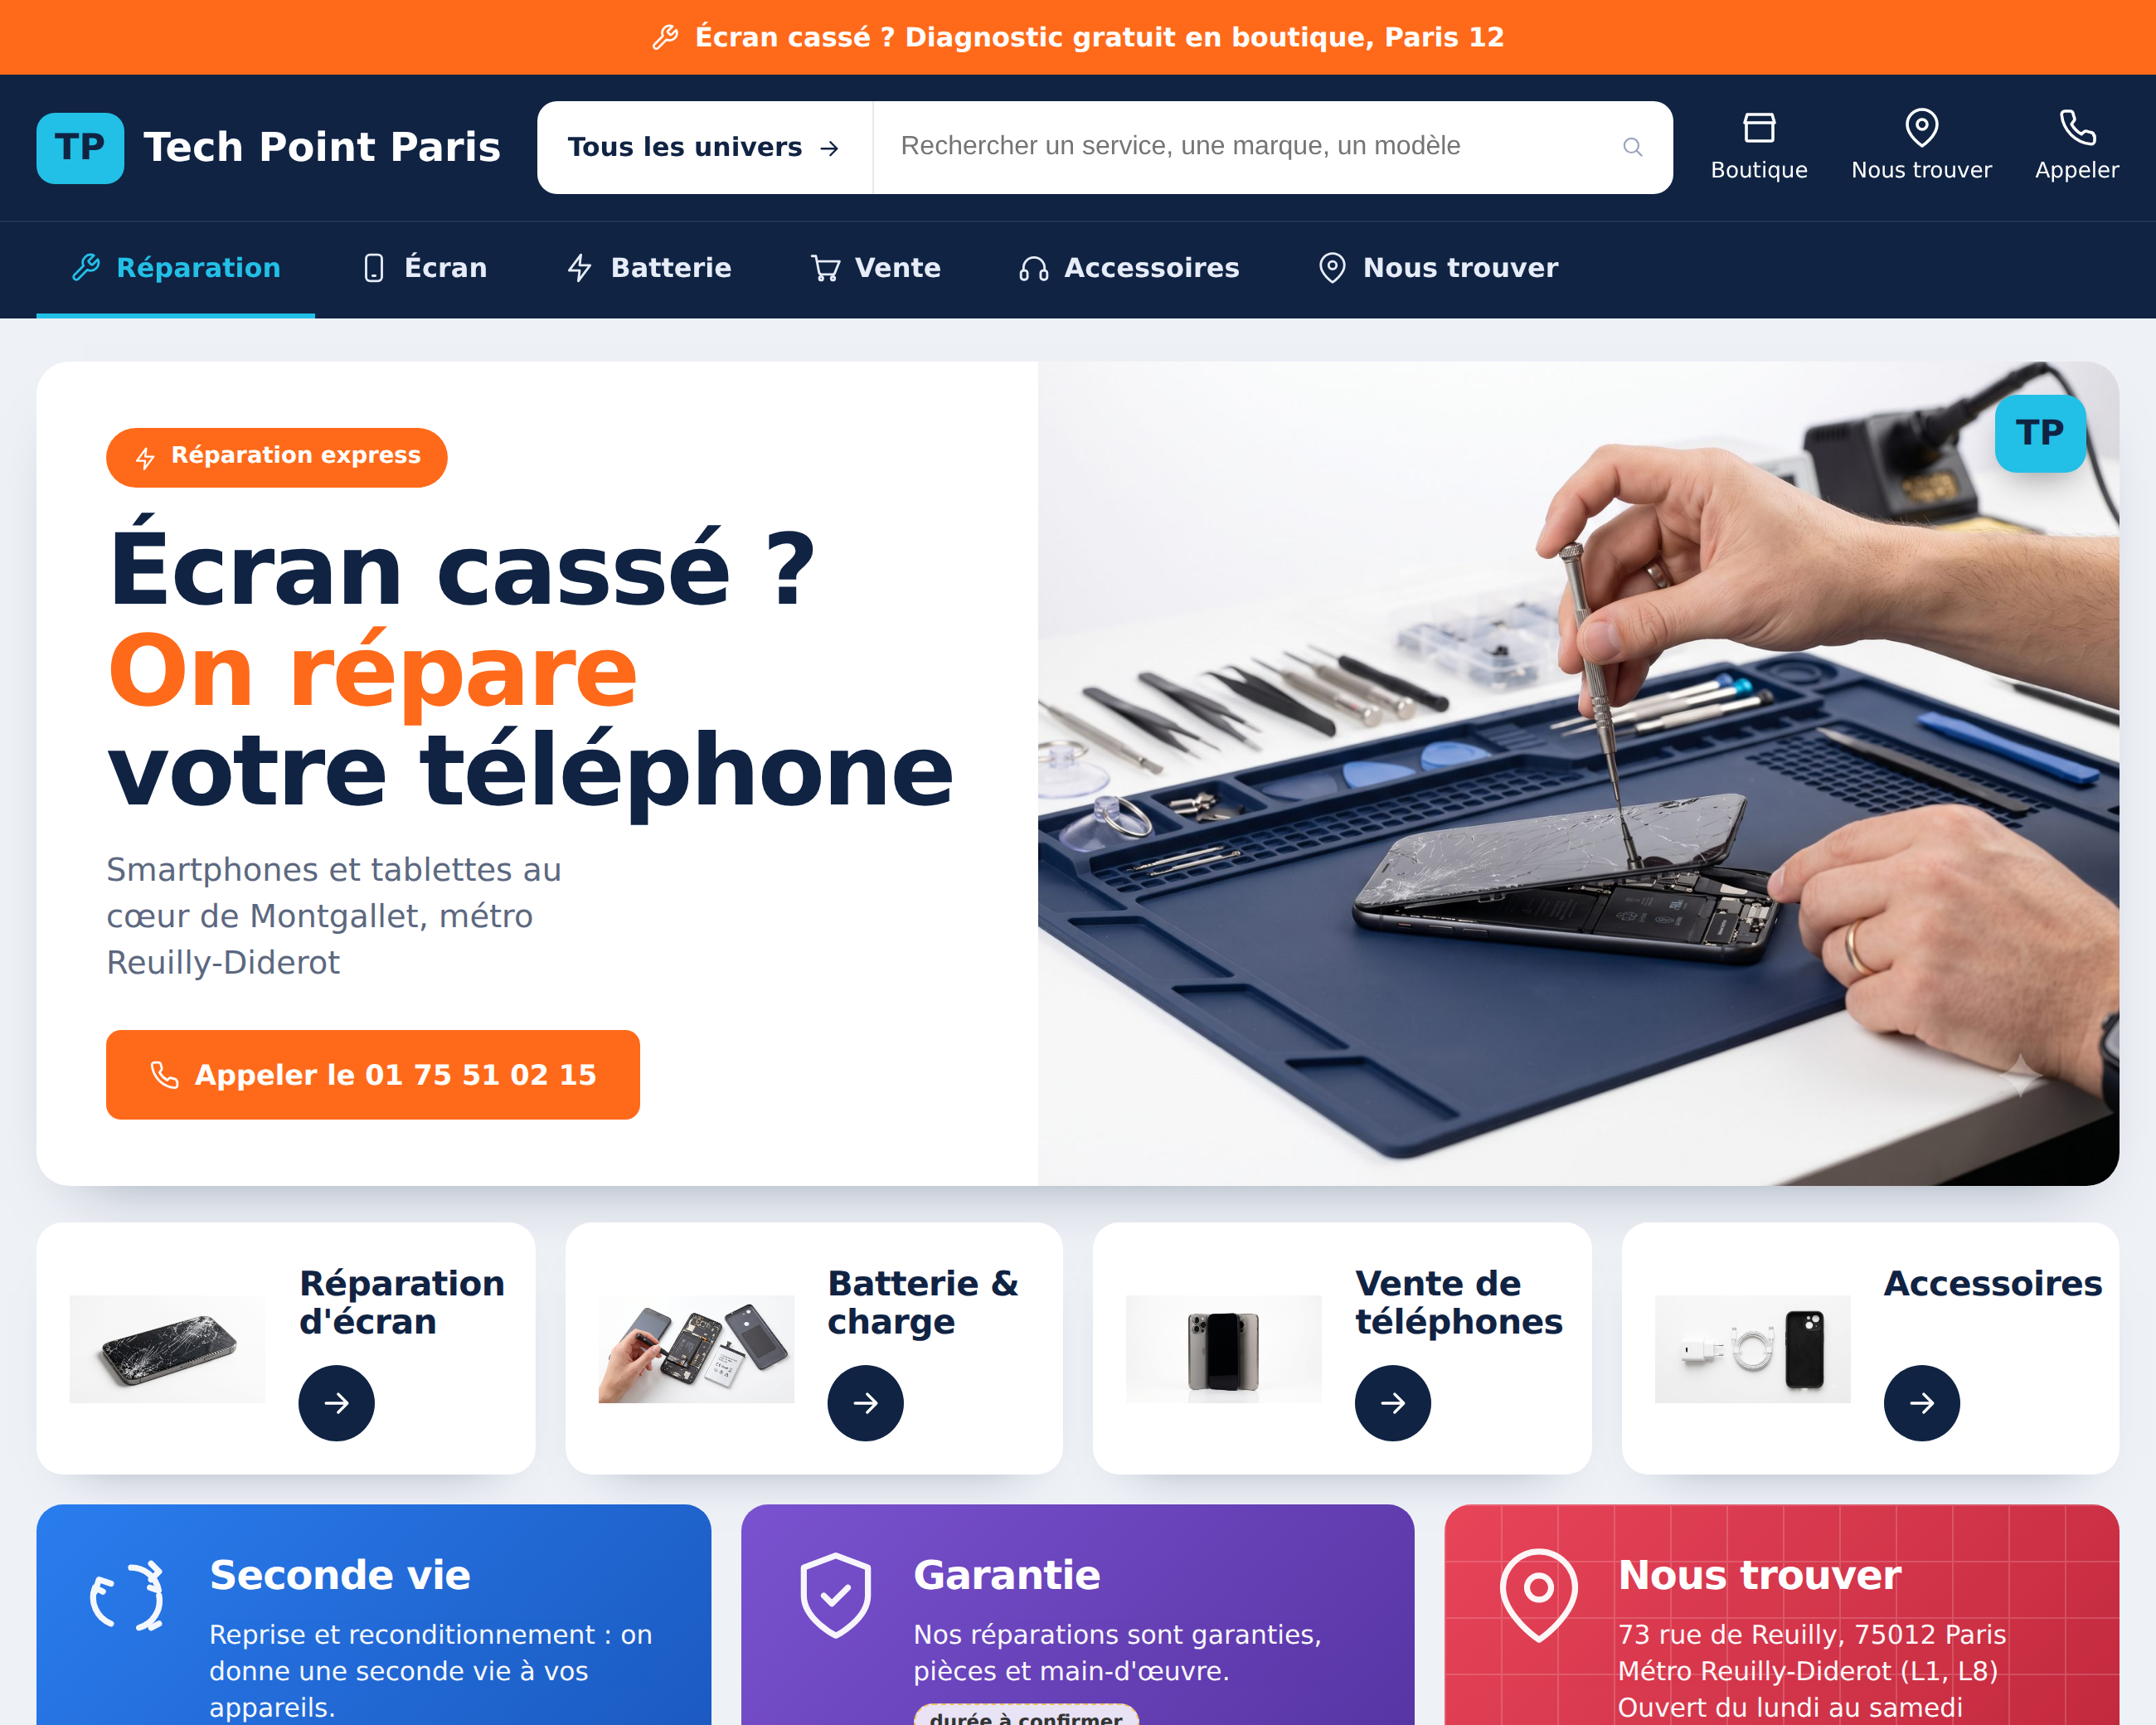 Écran cassé ? Diagnostic gratuit en boutique, Paris 12
TP
Tech Point Paris
Tous les univers
Rechercher un service, une marque, un modèle
Boutique
Nous trouver
Appeler
Réparation
Écran
Batterie
Vente
Accessoires
Nous trouver
Réparation express
Écran cassé ?
On répare
votre téléphone
Smartphones et tablettes au
cœur de Montgallet, métro
Reuilly-Diderot
Appeler le 01 75 51 02 15
TP
Réparation
d'écran
Batterie &
charge
Vente de
téléphones
Accessoires
Seconde vie
Reprise et reconditionnement : on
donne une seconde vie à vos
appareils.
Garantie
Nos réparations sont garanties,
pièces et main-d'œuvre.
durée à confirmer
Nous trouver
73 rue de Reuilly, 75012 Paris
Métro Reuilly-Diderot (L1, L8)
Ouvert du lundi au samedi